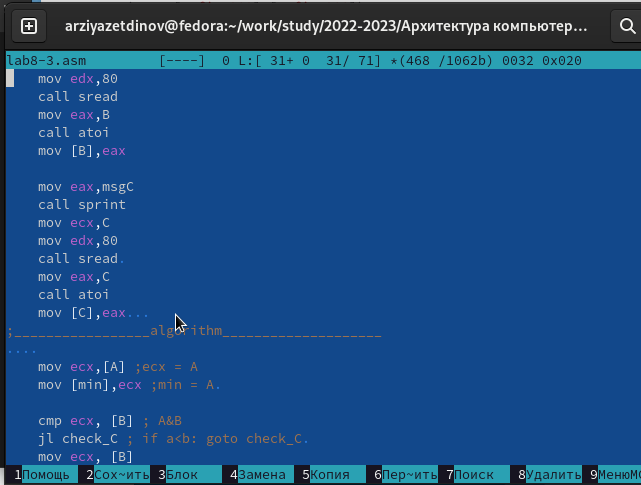 arziyazetdinov@fedora:~/work/study/2022-2023/Архитектура компьютер...
lab8-3.asm [----] 0 L:[ 31+ 0 31/ 71] *(468 /1062b) 0032 0x020
mov edx,80
call sread
mov eax,B
call atoi
mov [B],eax
mov eax,msgC
call sprint
mov ecx,C
mov edx,80
call sread.
mov eax,C
call atoi
mov [C],eax...
;_________________algorithm____________________
....
mov ecx,[A] ;ecx = A
mov [min],ecx ;min = A.
cmp ecx, [B] ; A&B
jl check_C ; if a<b: goto check_C.
mov ecx, [B]
1Помощь 2Сох~ить 3Блок 4Замена 5Копия 6Пер~ить 7Поиск 8Удалить 9МенюМС